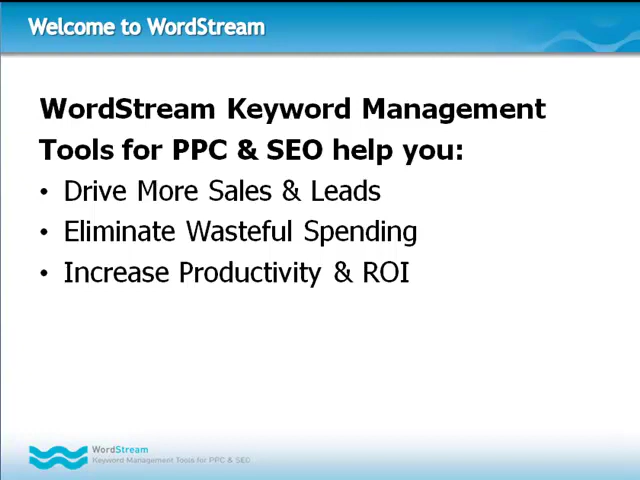 Welcome to WordStream
WordStream Keyword Management
Tools for PPC & SEO help you:
• Drive More Sales & Leads
• Eliminate Wasteful Spending
• Increase Productivity & ROI
WordStream
Keyword Management Tools for PPC & SEO